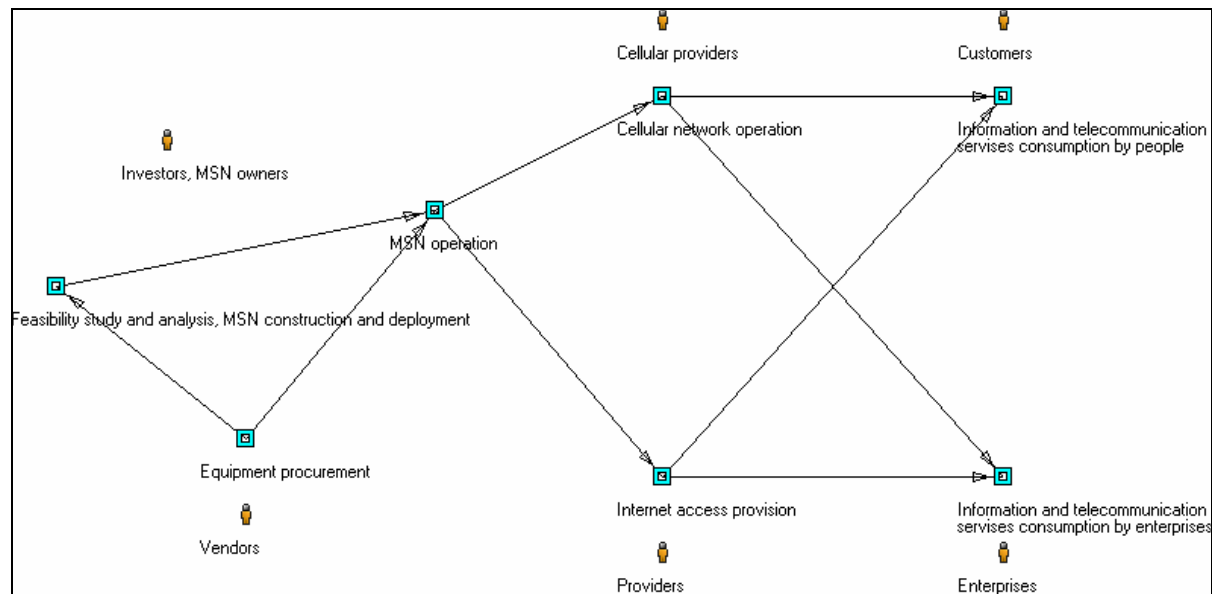 Cellular providers
Customers
Cellular network operation
Information and telecommunication
servises consumption by people
Investors, MSN owners
MSN operation
Feasibility study and analysis, MSN construction and deployment
Equipment procurement
Vendors
Internet access provision
Information and telecommunication
servises consumption by enterprises
Providers
Enterprises